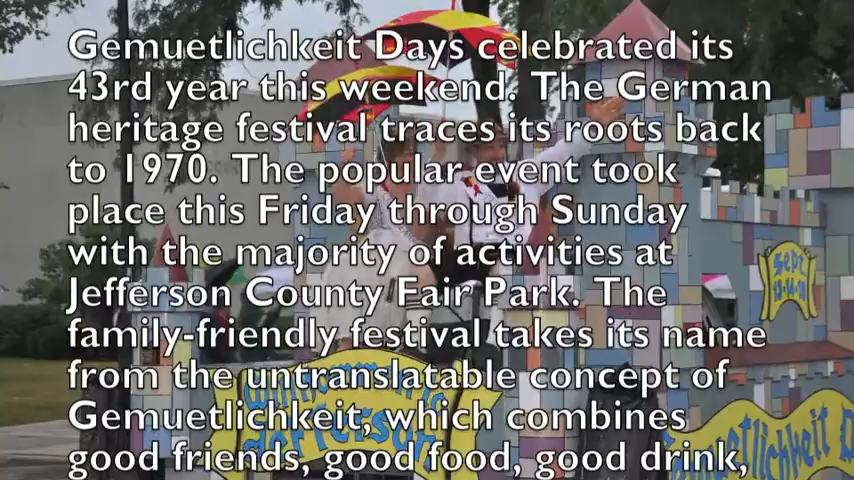 Gemuetlichkeit Days celebrated its
43rd year this weekend. The German
heritage festival traces its roots back
to 1970. The popular event took
place this Friday through Sunday
with the majority of activities at
Jefferson County Fair Park. The
family-friendly festival takes its name
from the untranslatable concept of
Gemuetlichkeit, which combines
good friends, good food, good drink,
Sept.
Jefferson
Gemuetlichkeit D